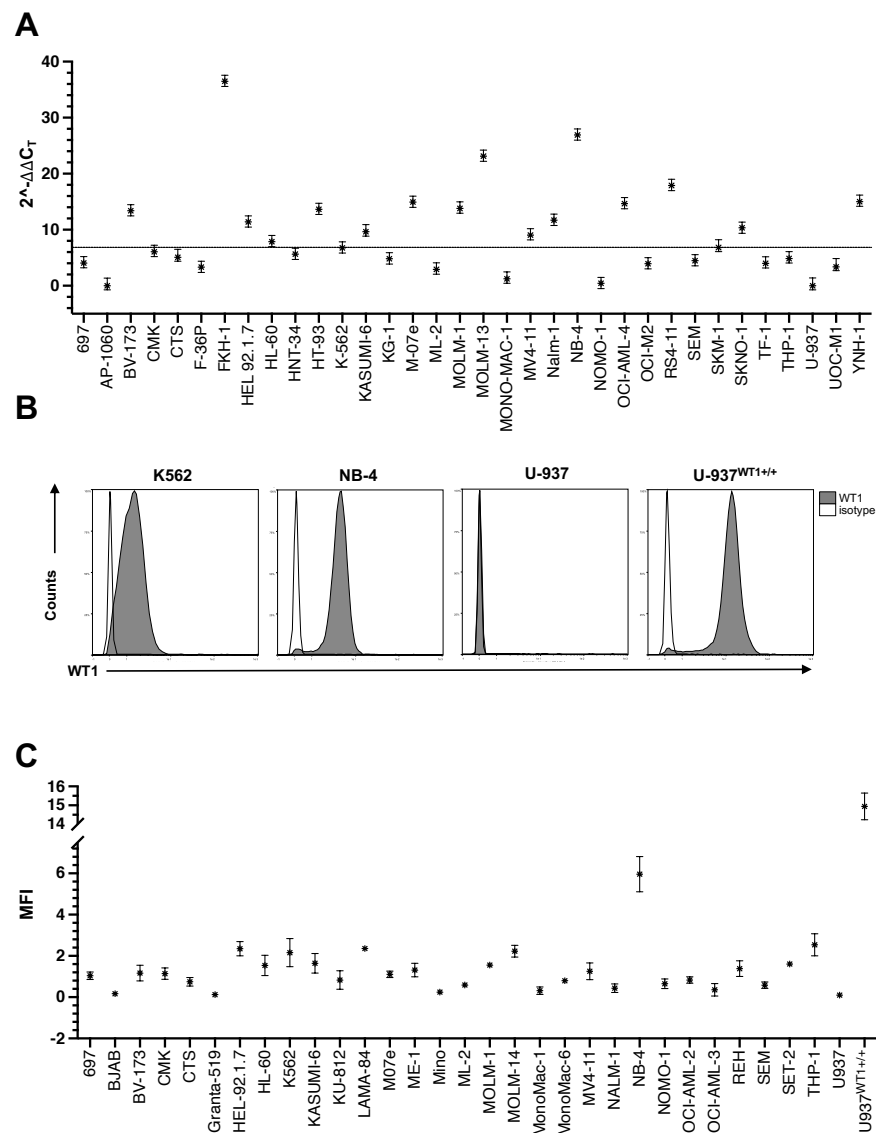 A
2^-ΔΔCT
40
30
20
10
0
697
AP-1060
BV-173
CMK
CTS
F-36P
FKH-1
HEL 92.1.7
HL-60
HNT-34
HT-93
K-562
KASUMI-6
KG-1
M-07e
ML-2
MOLM-1
MOLM-13
MONO-MAC-1
MV4-11
Nalm-1
NB-4
NOMO-1
OCI-AML-4
OCI-M2
RS4-11
SEM
SKM-1
SKNO-1
TF-1
THP-1
U-937
UOC-M1
YNH-1
B
K562
NB-4
U-937
U-937WT1+/+
WT1
isotype
Counts
WT1
C
MFI
16
15
14
6
4
2
0
-2
697
BJAB
BV-173
CMK
CTS
Granta-519
HEL-92.1.7
HL-60
K562
KASUMI-6
KU-812
LAMA-84
M07e
ME-1
Mino
ML-2
MOLM-1
MOLM-14
MonoMac-1
MonoMac-6
MV4-11
NALM-1
NB-4
NOMO-1
OCI-AML-2
OCI-AML-3
REH
SEM
SET-2
THP-1
U937
U937WT1+/+